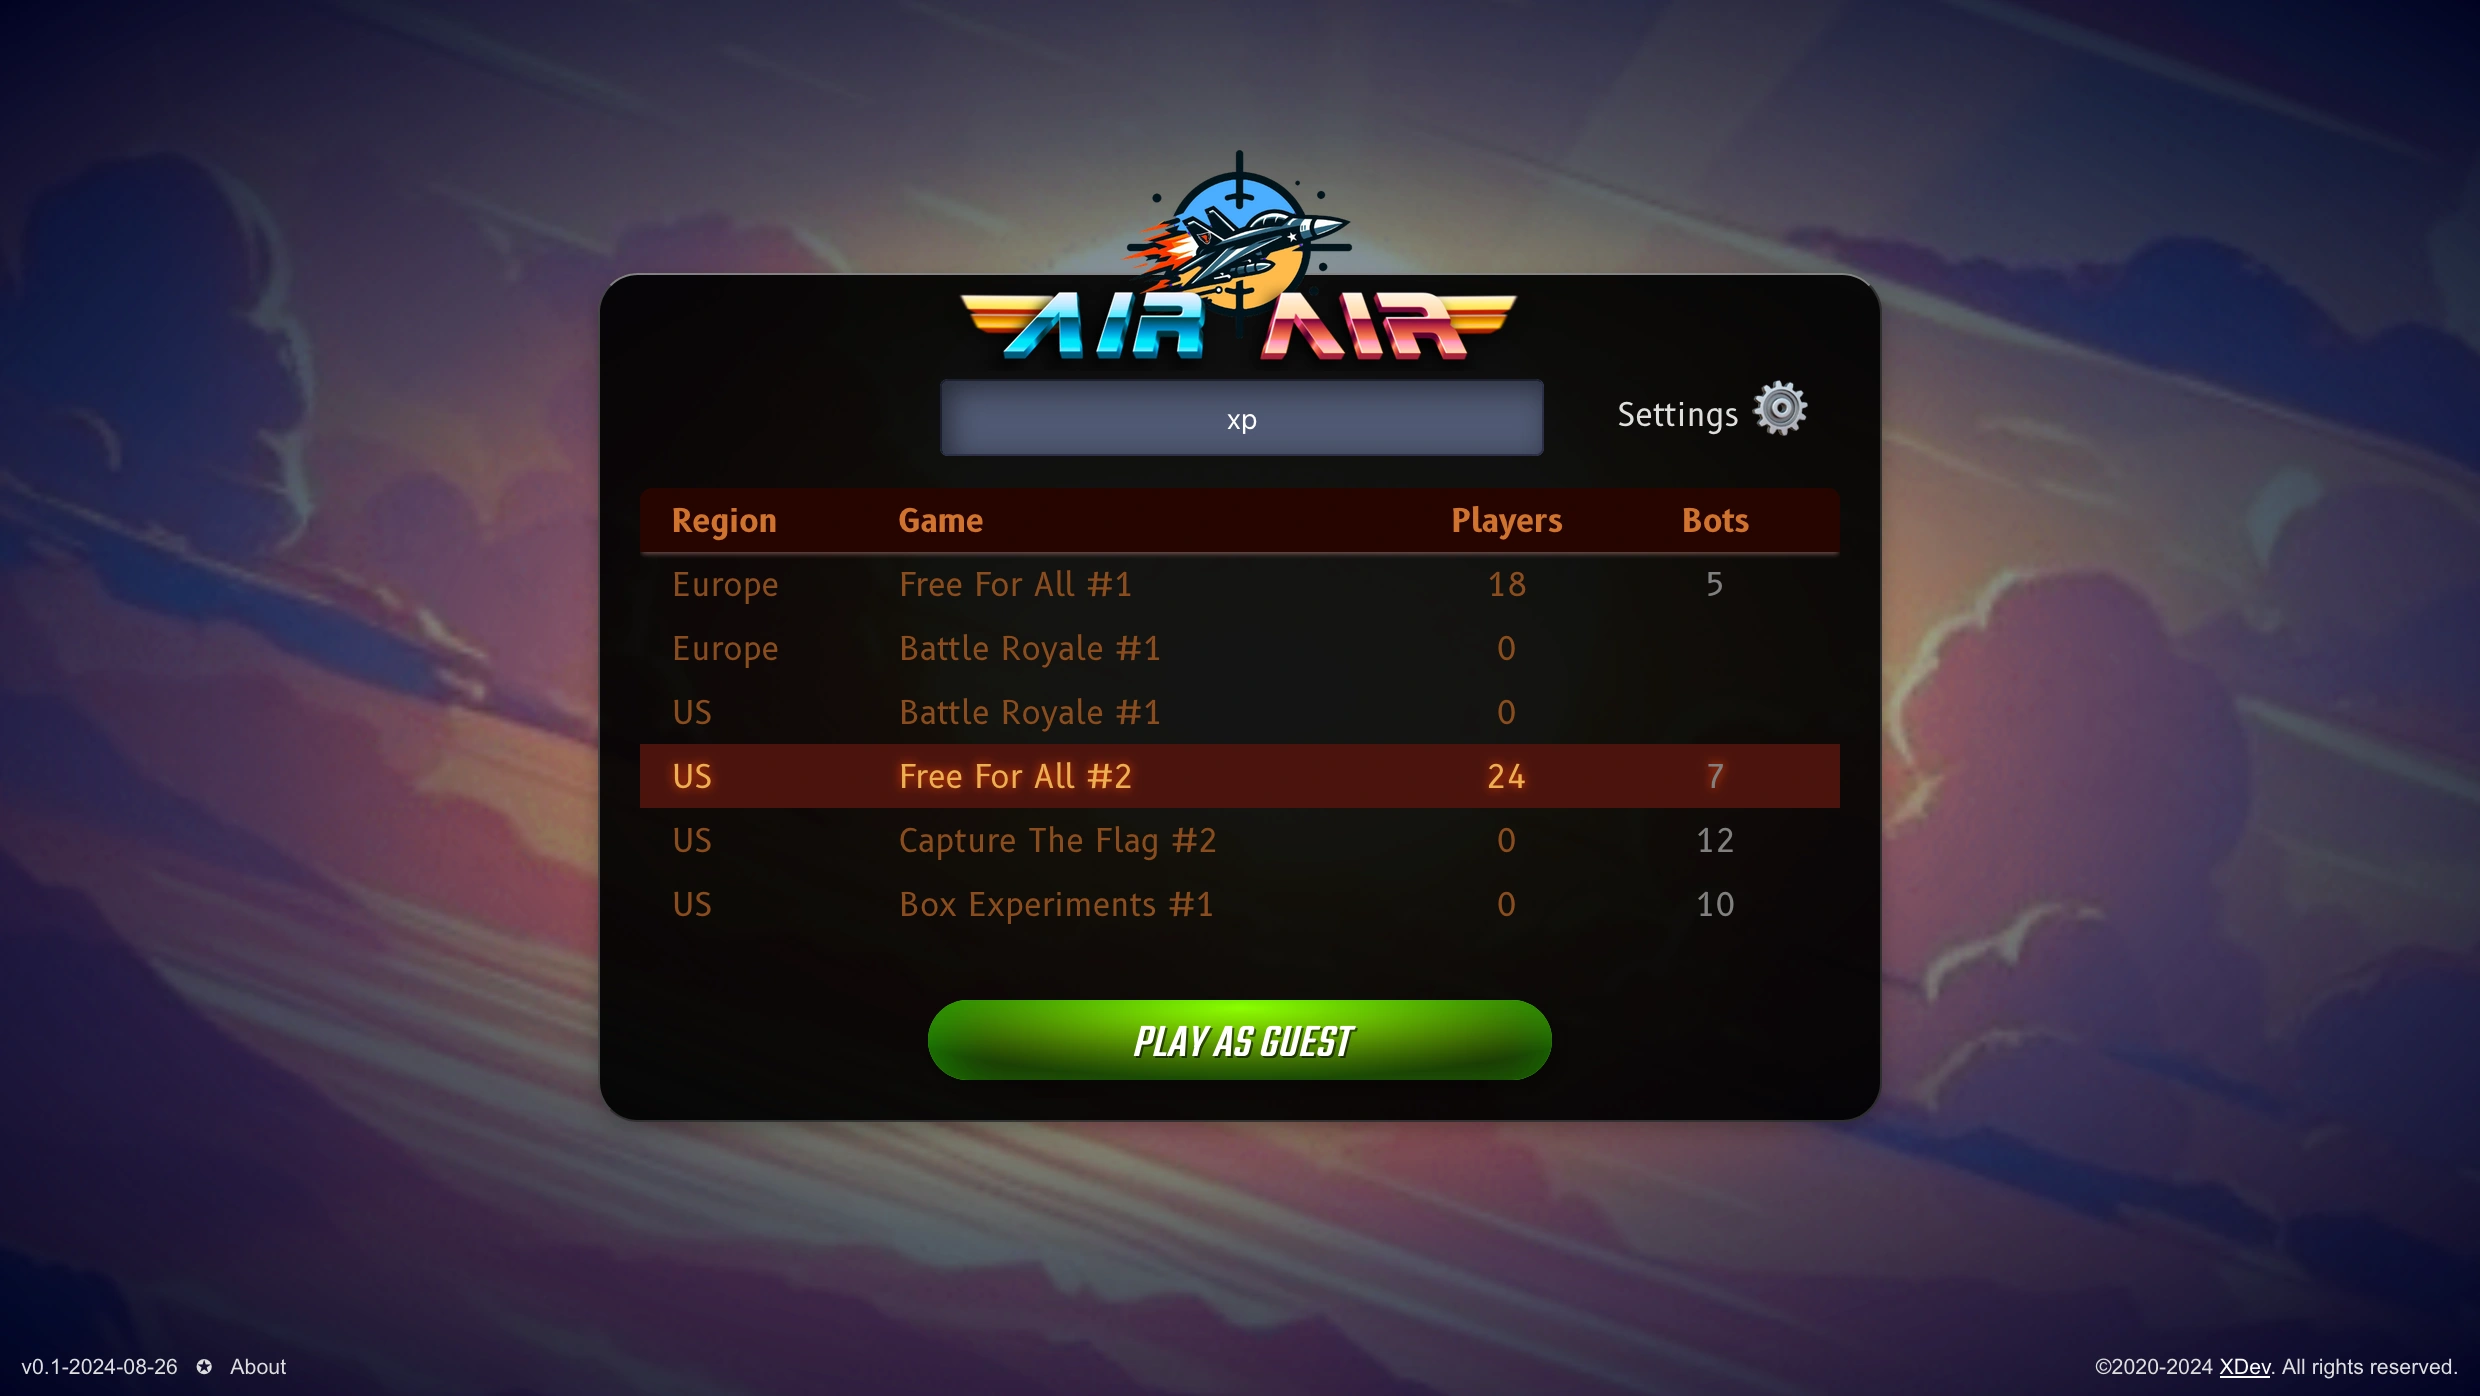 AIR AIR
xp
Settings
Region Game Players Bots
Europe Free For All #1 18 5
Europe Battle Royale #1 0
US Battle Royale #1 0
US Free For All #2 24 7
US Capture The Flag #2 0 12
US Box Experiments #1 0 10
PLAY AS GUEST
v0.1-2024-08-26 ✪ About
©2020-2024 XDev. All rights reserved.